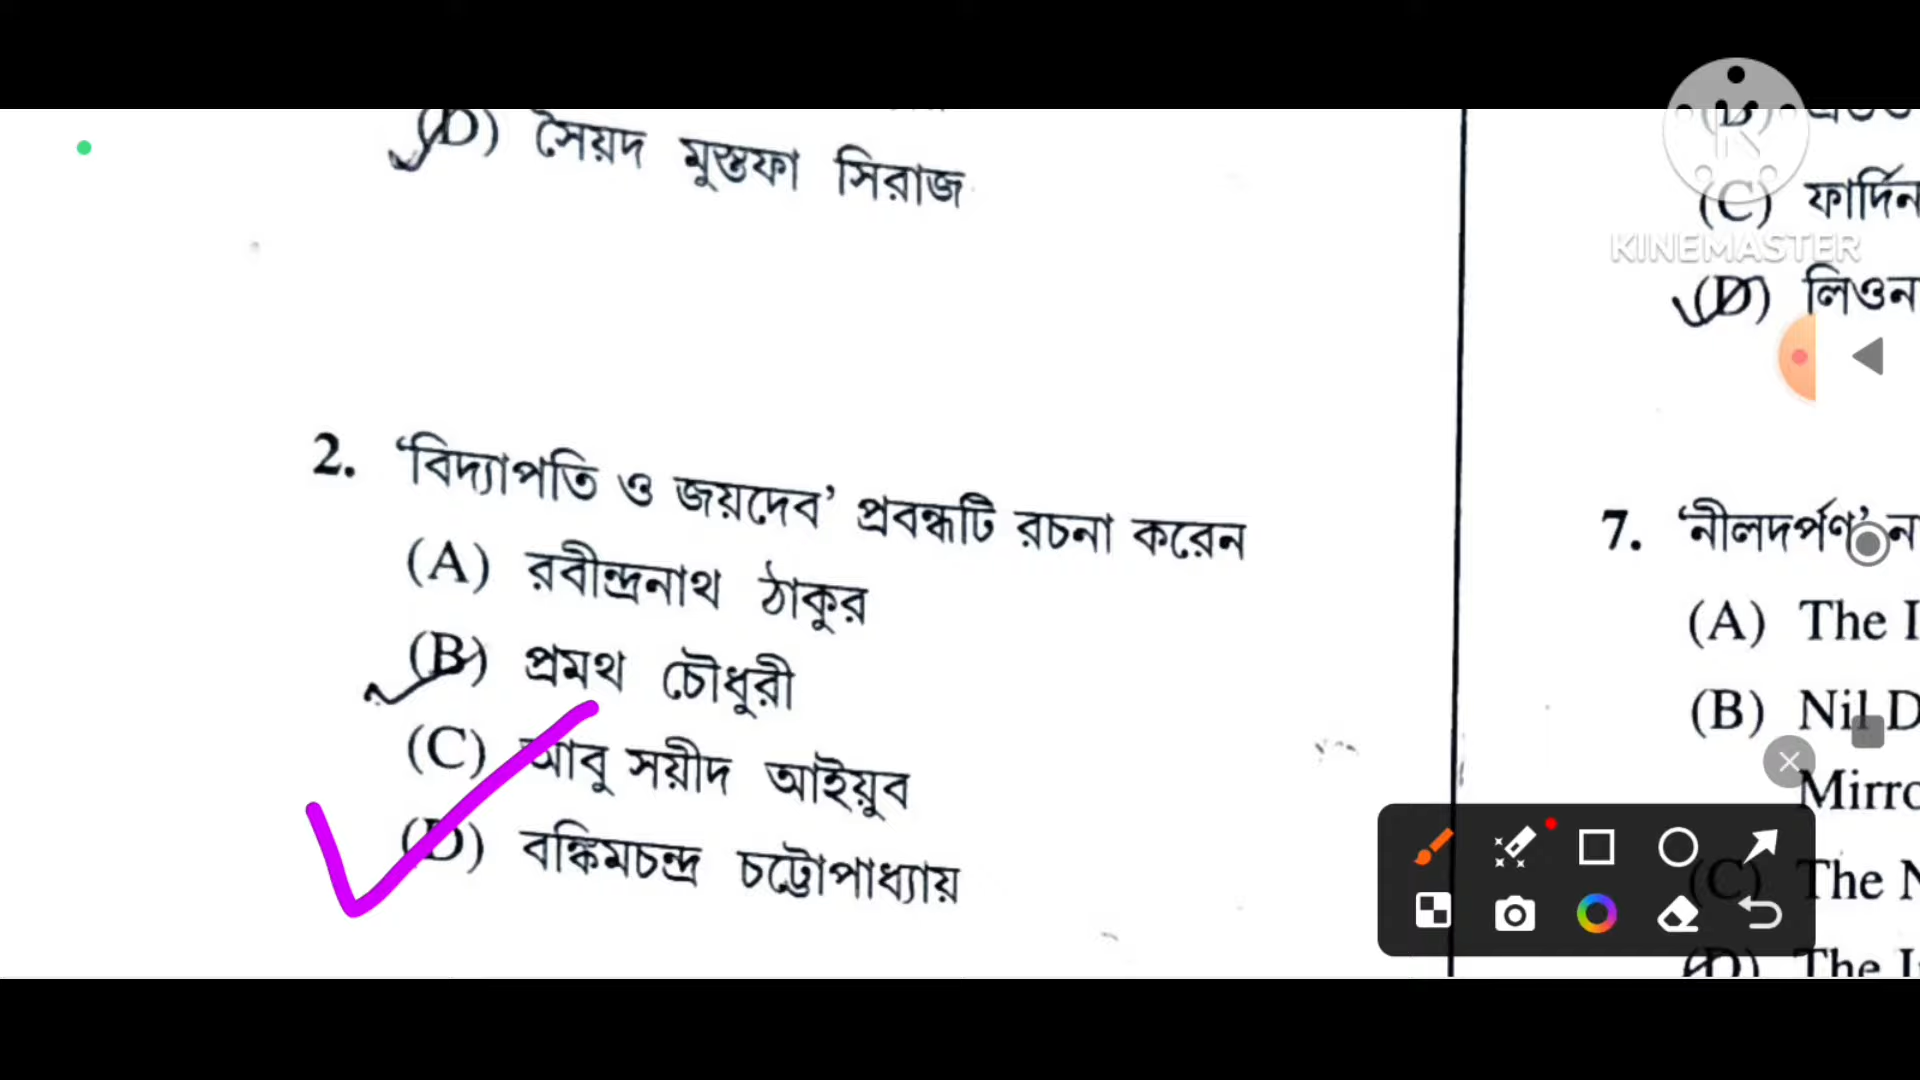 (D) সৈয়দ মুস্তফা সিরাজ
2. ‘বিদ্যাপতি ও জয়দেব’ প্রবন্ধটি রচনা করেন
(A) রবীন্দ্রনাথ ঠাকুর
(B) প্রমথ চৌধুরী
(C) আবু সয়ীদ আইয়ুব
(D) বঙ্কিমচন্দ্র চট্টোপাধ্যায়
(C) ফার্দিন
(D) লিওন
7. ‘নীলদর্পণ’ ন
(A) The I
(B) Nil D
Mirro
(C) The N
(D) The I
KINEMASTER